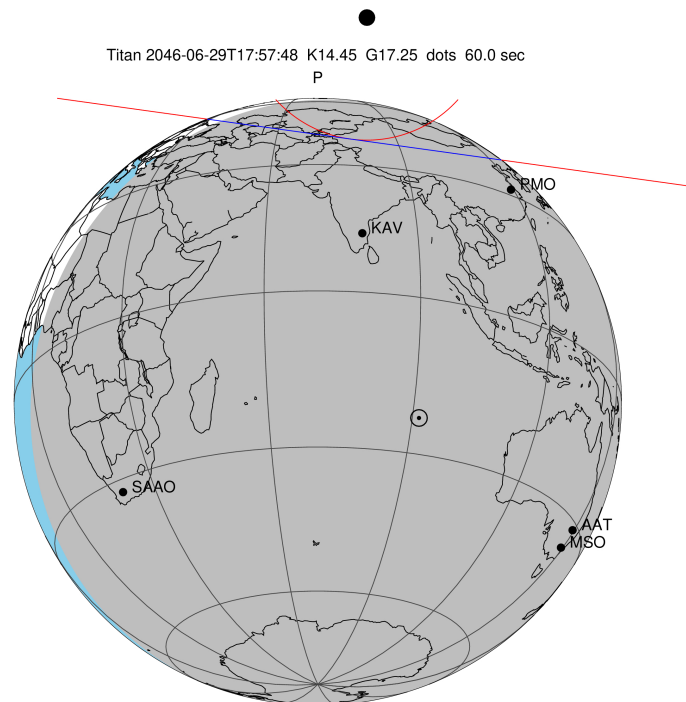 Titan 2046-06-29T17:57:48 K14.45 G17.25 dots 60.0 sec
P
PMO
KAV
SAAO
AAT
MSO